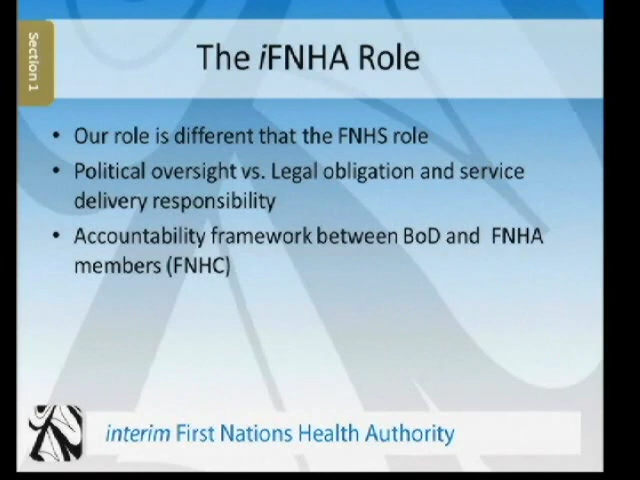 Section 1
The iFNHA Role
• Our role is different that the FNHS role
• Political oversight vs. Legal obligation and service
delivery responsibility
• Accountability framework between BoD and FNHA
members (FNHC)
interim First Nations Health Authority